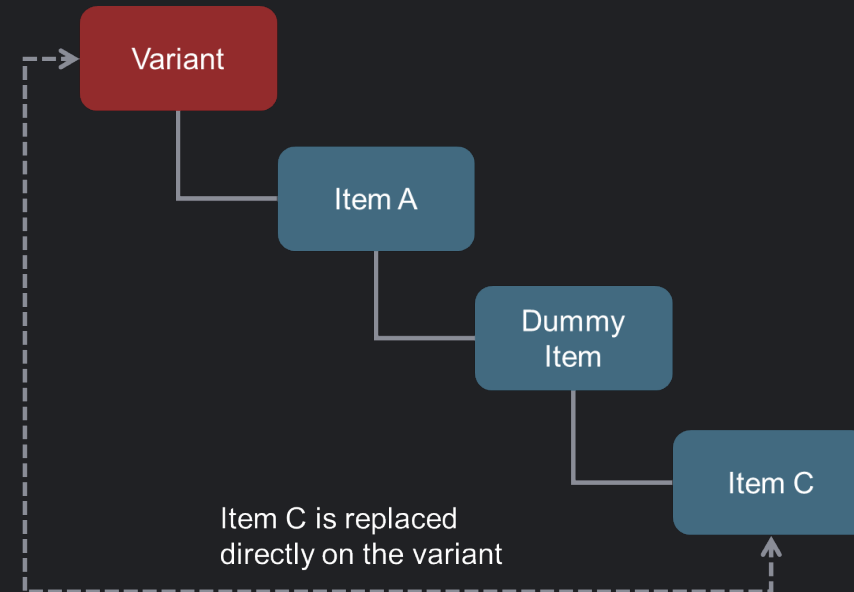 Variant
Item A
Dummy
Item
Item C
Item C is replaced
directly on the variant